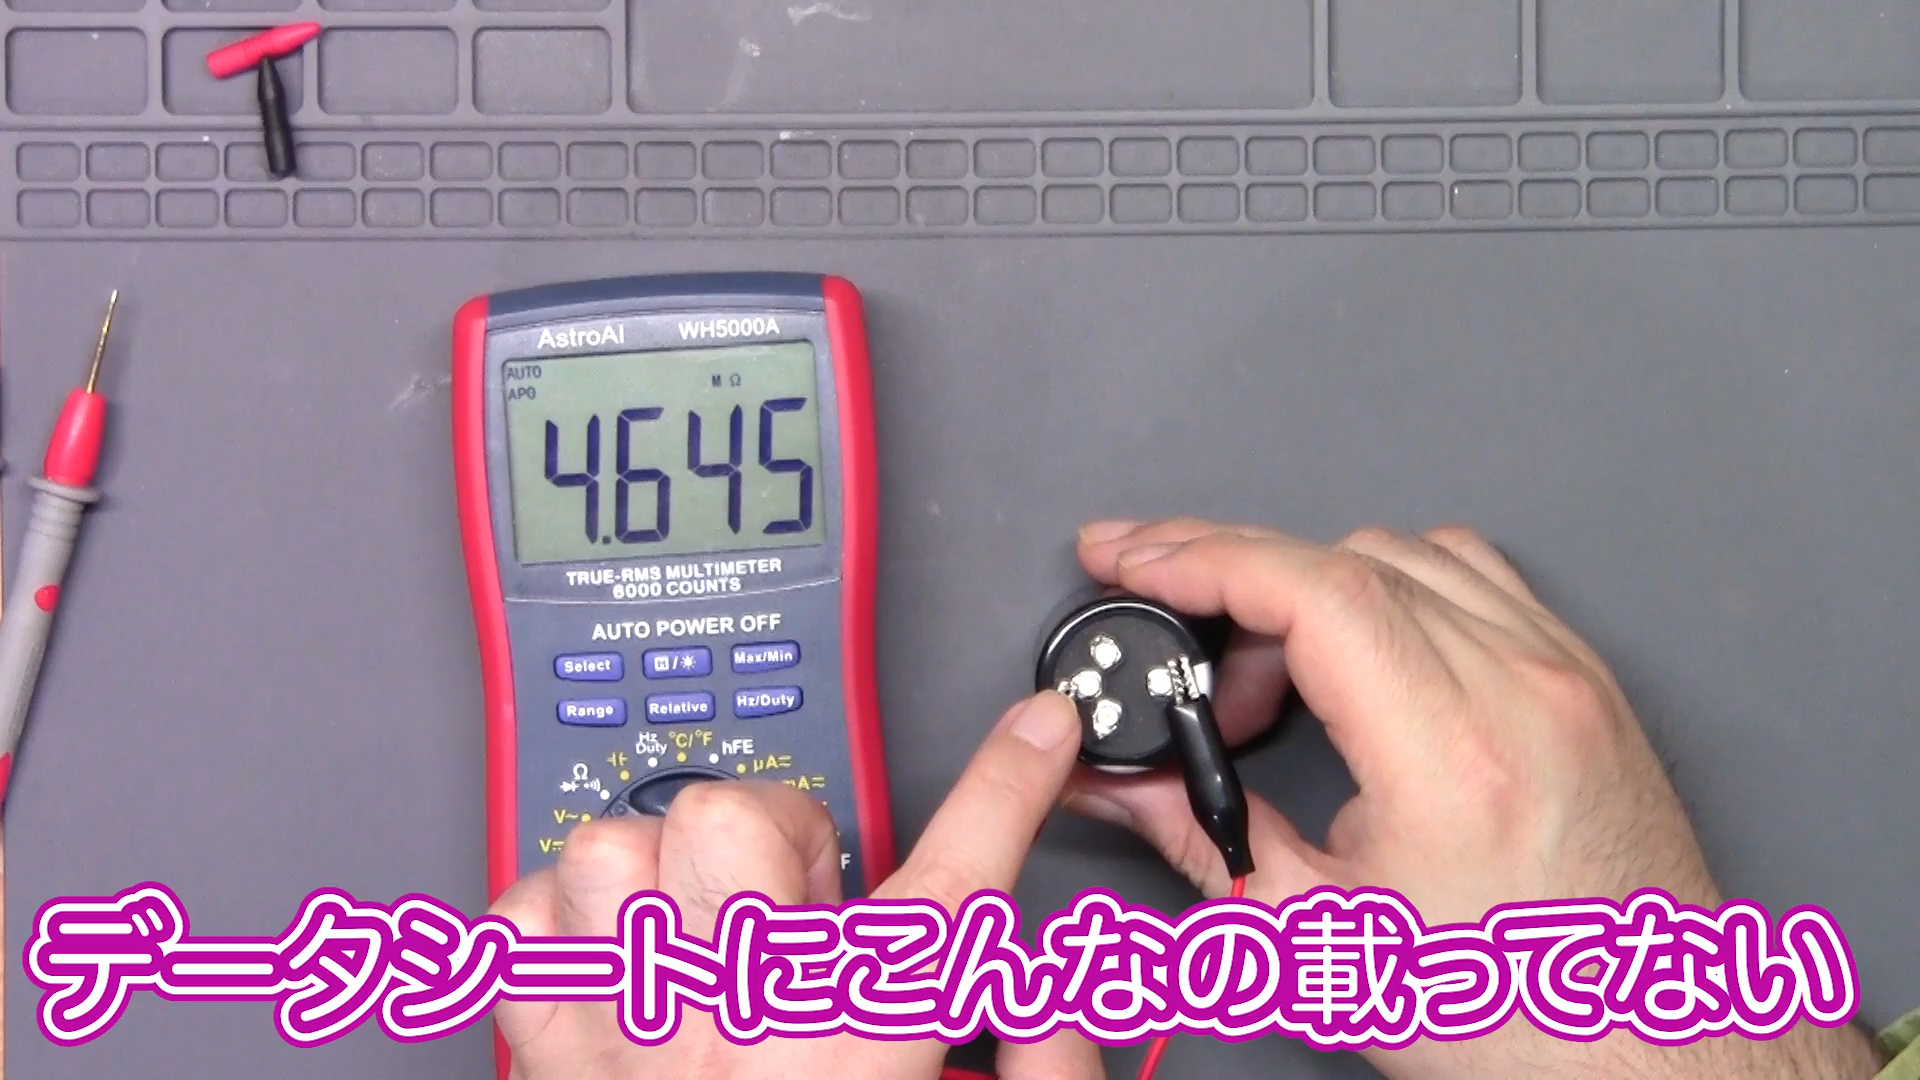 AstroAI WH5000A
AUTO
APO
M Ω
4.645
TRUE-RMS MULTIMETER
6000 COUNTS
AUTO POWER OFF
Select H/☀ Max/Min
Range Relative Hz/Duty
Hz
Duty
°C/°F
hFE
Ω
µA
mA
V~
V
F
データシートにこんなの載ってない